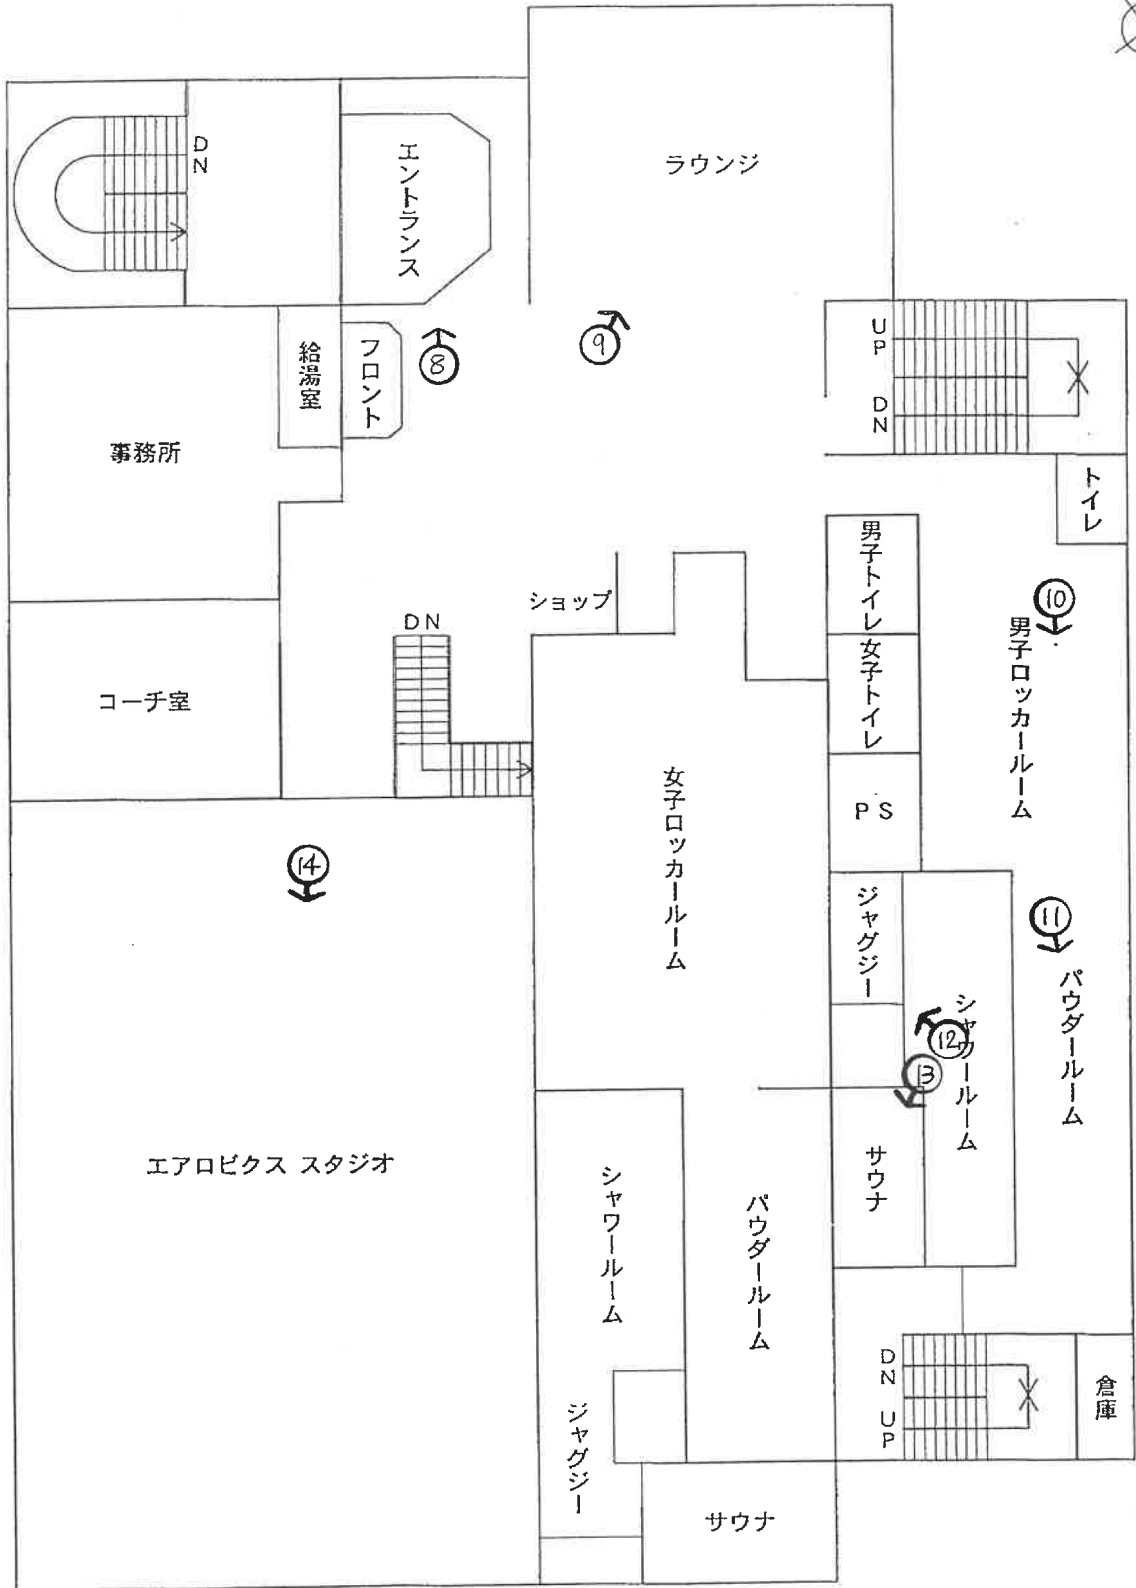 ラウンジ
DN
エントランス
給湯室
フロント
⑧
⑨
UP
DN
事務所
トイレ
男子トイレ
ショップ
⑩
DN
女子トイレ
男子ロッカールーム
コーチ室
女子ロッカールーム
PS
⑭
ジャグジー
⑪
シャワールーム
パウダールーム
⑫
⑬
エアロビクス スタジオ
サウナ
シャワールーム
パウダールーム
DN
UP
倉庫
ジャグジー
サウナ